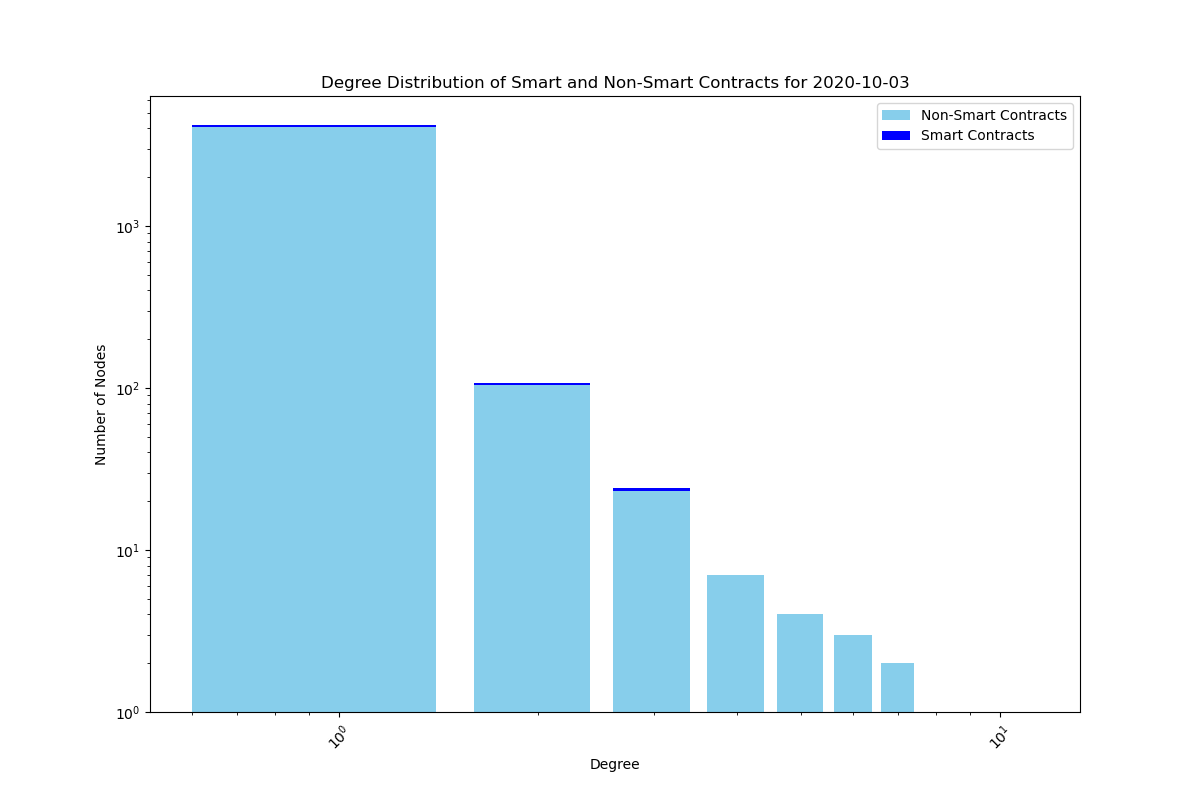 Degree Distribution of Smart and Non-Smart Contracts for 2020-10-03
Non-Smart Contracts
Smart Contracts
Number of Nodes
10³
10²
10¹
10⁰
10⁰
10¹
Degree